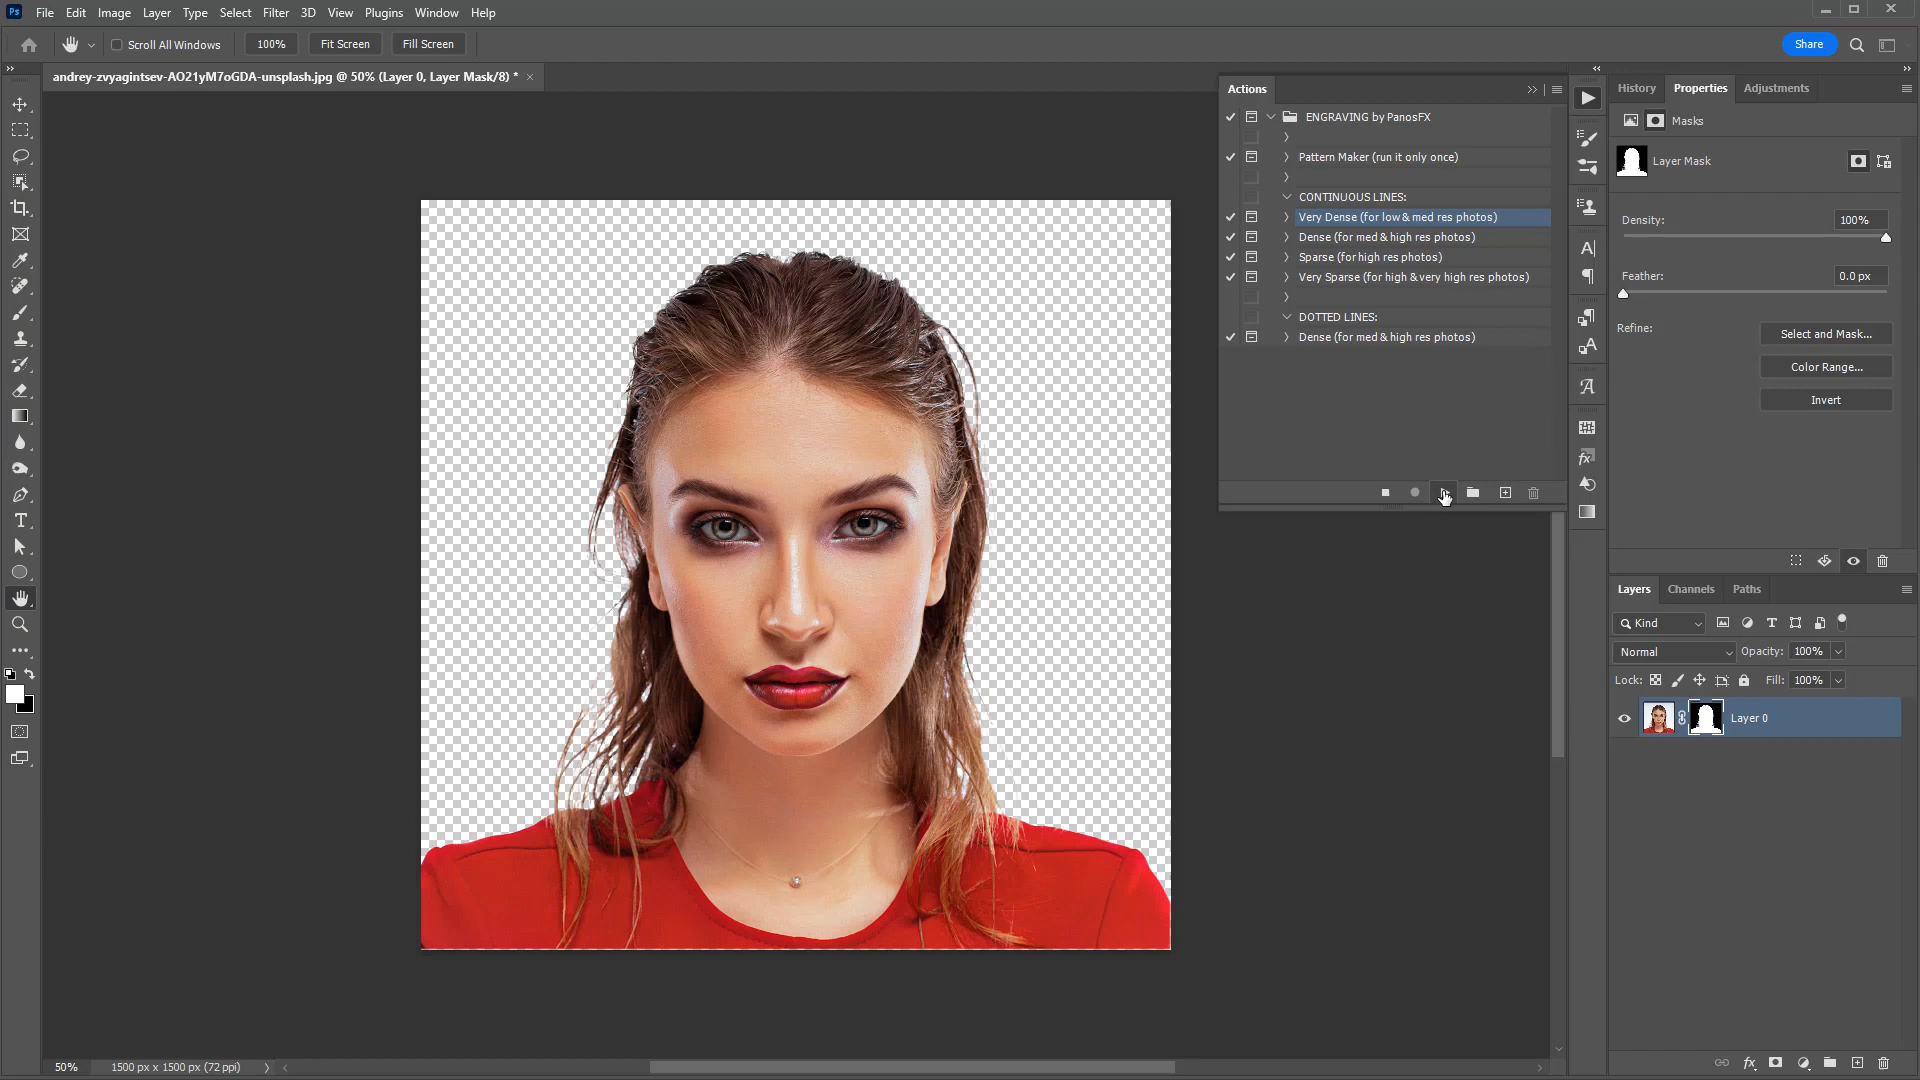 Ps File Edit Image Layer Type Select Filter 3D View Plugins Window Help
Scroll All Windows 100% Fit Screen Fill Screen Share
andrey-zvyagintsev-AO21yM7oGDA-unsplash.jpg @ 50% (Layer 0, Layer Mask/8) *
Actions
ENGRAVING by PanosFX
Pattern Maker (run it only once)
CONTINUOUS LINES:
Very Dense (for low & med res photos)
Dense (for med & high res photos)
Sparse (for high res photos)
Very Sparse (for high & very high res photos)
DOTTED LINES:
Dense (for med & high res photos)
History Properties Adjustments
Masks
Layer Mask
Density: 100%
Feather: 0.0 px
Refine: Select and Mask...
Color Range...
Invert
Layers Channels Paths
Kind
Normal Opacity: 100%
Lock: Fill: 100%
Layer 0
fx
50% 1500 px x 1500 px (72 ppi)